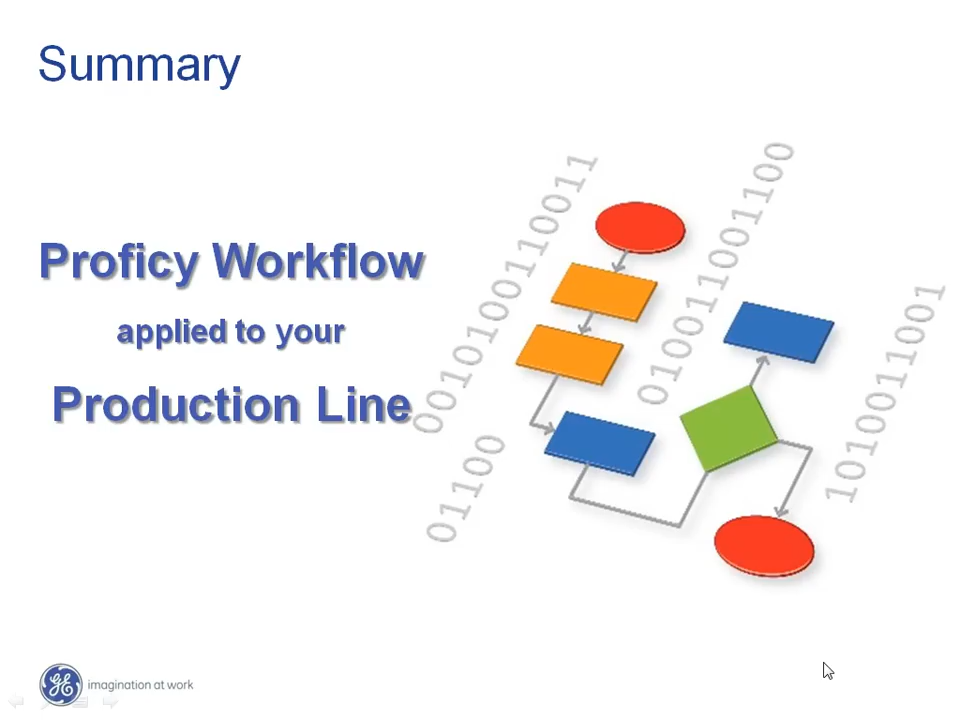 Summary
Proficy Workflow
applied to your
Production Line
0010100110011
0100110011100
01100
1010011001
imagination at work